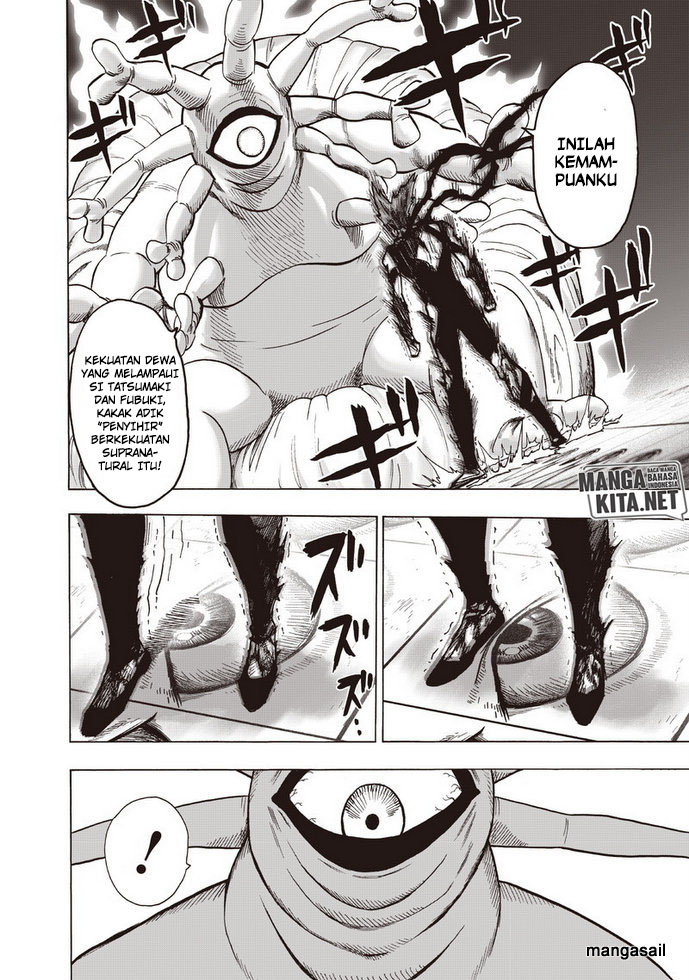 INILAH
KEMAM-
PUANKU
ギギギギ
ギギ
KEKUATAN DEWA
YANG MELAMPAUI
SI TATSUMAKI
DAN FUBUKI,
KAKAK ADIK
"PENYIHIR"
BERKEKUATAN
SUPRANA-
TURAL ITU!
MANGA BACA MANGA BAHASA INDONESIA
KITA.NET
ズズズ…
!
mangasail